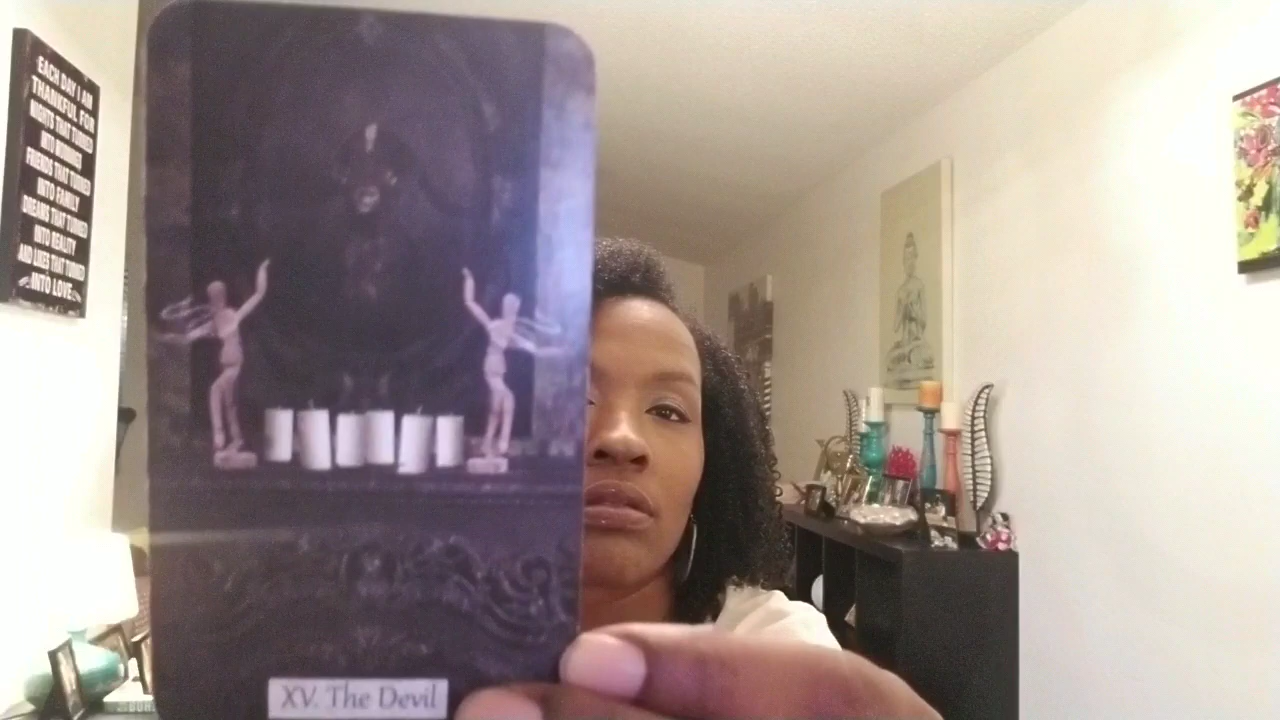 EACH DAY I AM
THANKFUL FOR
NIGHTS THAT TURNED
INTO MORNINGS
FRIENDS THAT TURNED
INTO FAMILY
DREAMS THAT TURNED
INTO REALITY
AND LIKES THAT TURNED
INTO LOVE
XV. The Devil